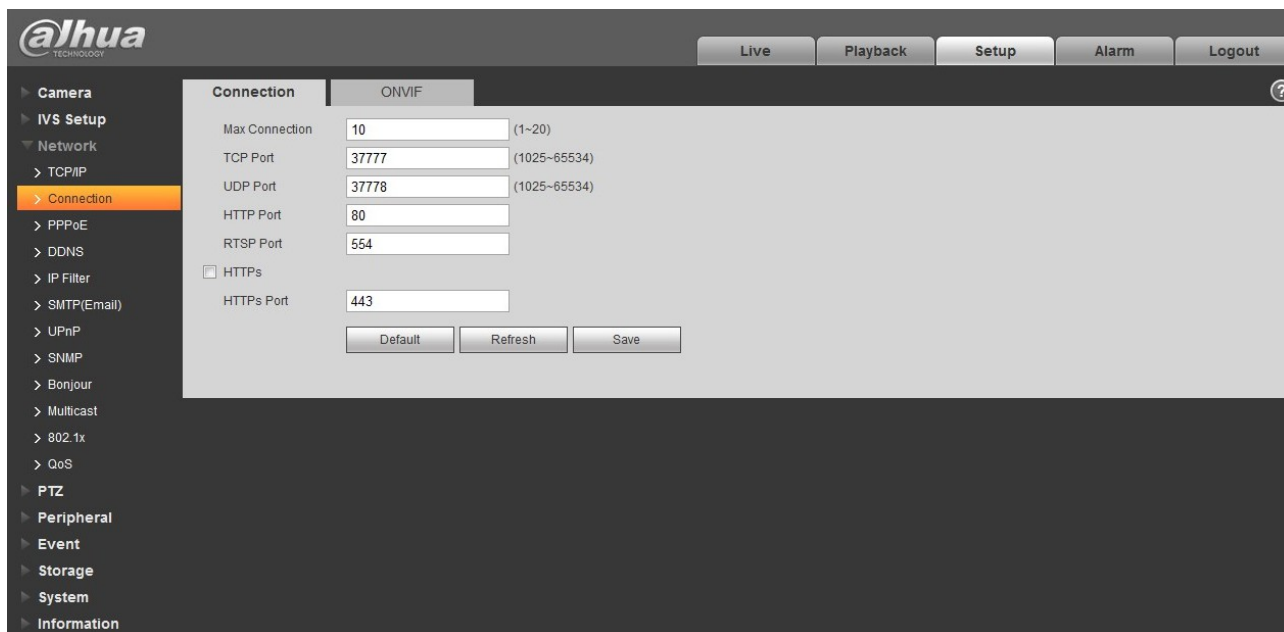 alhua
TECHNOLOGY
Live Playback Setup Alarm Logout
Camera
IVS Setup
Network
TCP/IP
Connection
PPPoE
DDNS
IP Filter
SMTP(Email)
UPnP
SNMP
Bonjour
Multicast
802.1x
QoS
PTZ
Peripheral
Event
Storage
System
Information
Connection ONVIF
?
Max Connection 10 (1~20)
TCP Port 37777 (1025~65534)
UDP Port 37778 (1025~65534)
HTTP Port 80
RTSP Port 554
HTTPs
HTTPs Port 443
Default Refresh Save